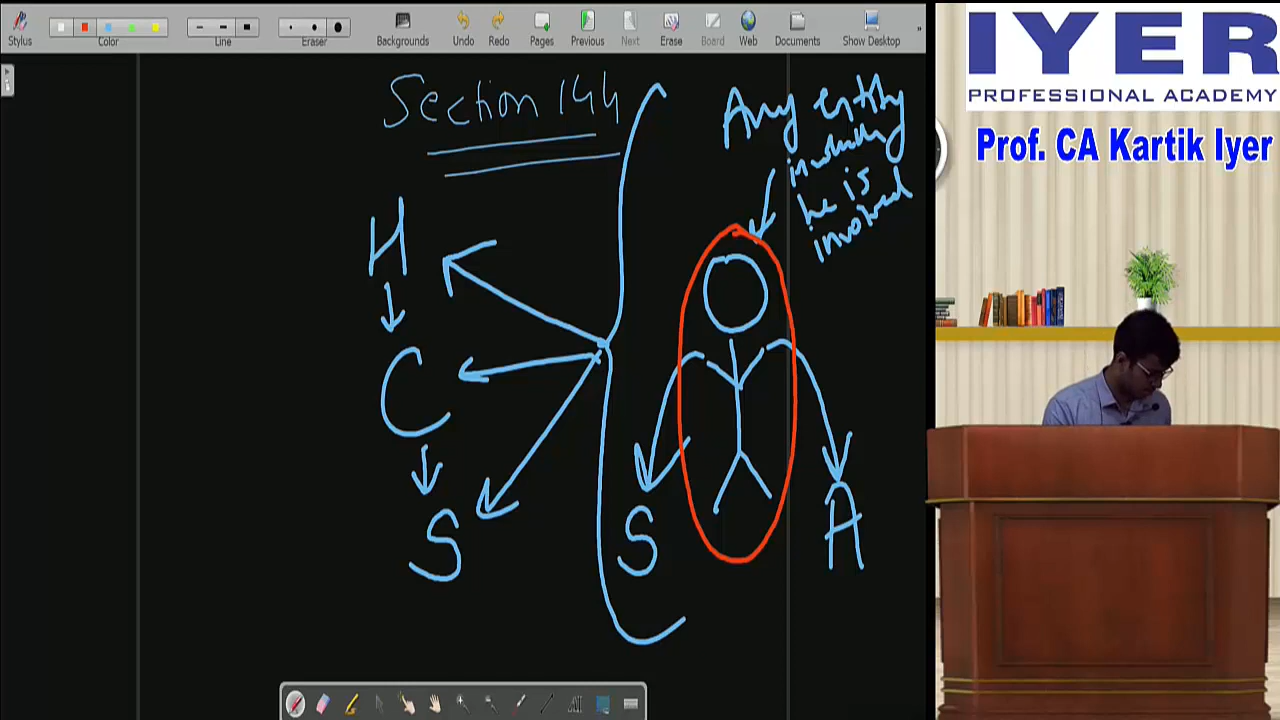 Stylus
Color
Line
Eraser
Backgrounds
Undo
Redo
Pages
Previous
Next
Erase
Board
Web
Documents
Show Desktop
»
IYER
PROFESSIONAL ACADEMY
Prof. CA Kartik Iyer
Section 144
Any entity
he is
involved
H
C
S
S
A